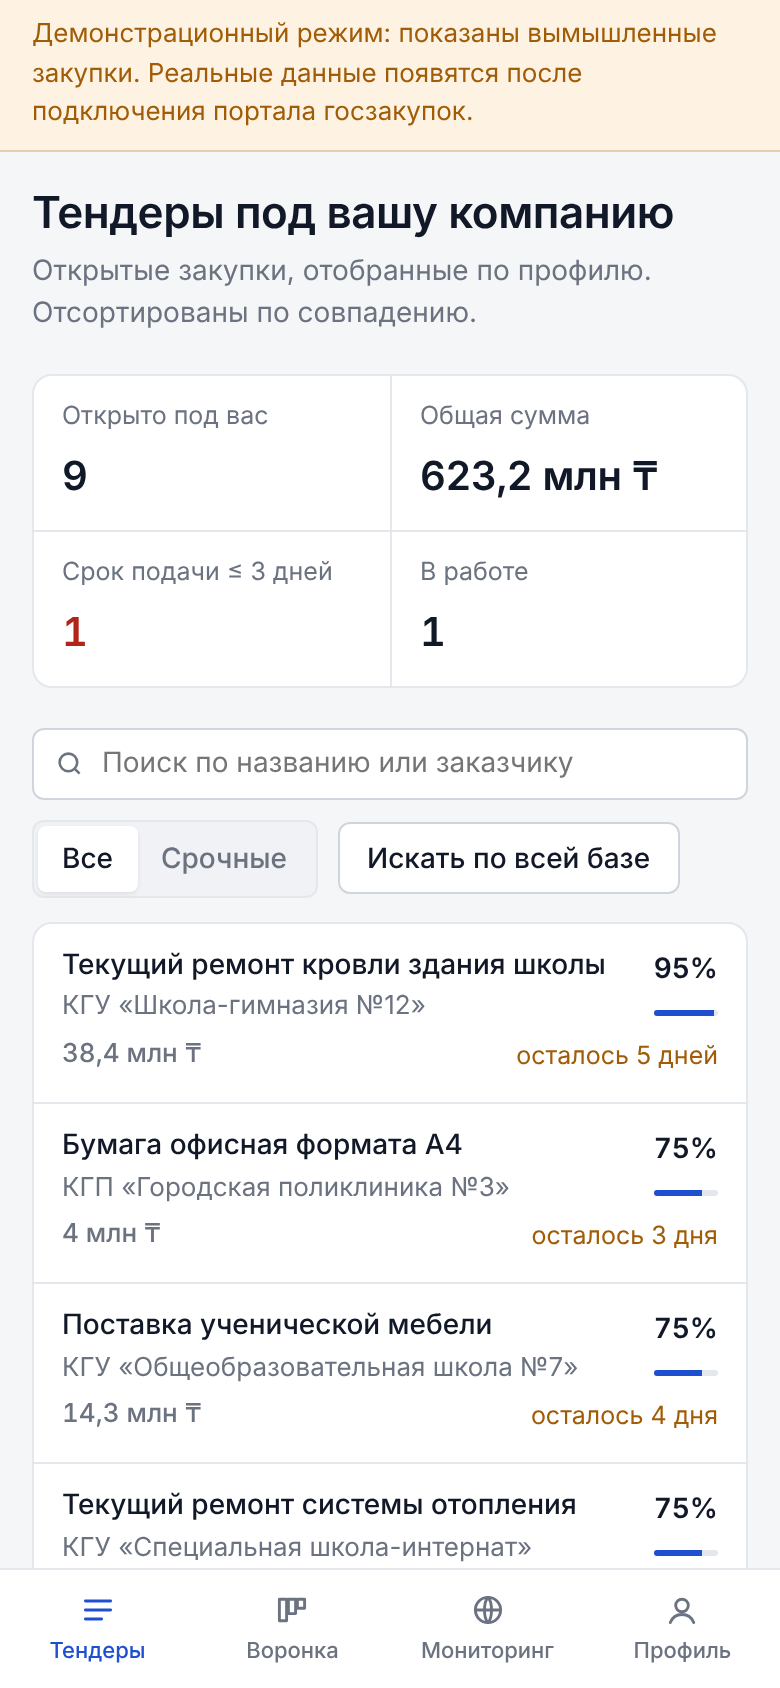 Демонстрационный режим: показаны вымышленные
закупки. Реальные данные появятся после
подключения портала госзакупок.
Тендеры под вашу компанию
Открытые закупки, отобранные по профилю.
Отсортированы по совпадению.
Открыто под вас
9
Общая сумма
623,2 млн ₸
Срок подачи ≤ 3 дней
1
В работе
1
Поиск по названию или заказчику
Все
Срочные
Искать по всей базе
Текущий ремонт кровли здания школы
95%
КГУ «Школа-гимназия №12»
38,4 млн ₸
осталось 5 дней
Бумага офисная формата А4
75%
КГП «Городская поликлиника №3»
4 млн ₸
осталось 3 дня
Поставка ученической мебели
75%
КГУ «Общеобразовательная школа №7»
14,3 млн ₸
осталось 4 дня
Текущий ремонт системы отопления
75%
КГУ «Специальная школа-интернат»
Тендеры
Воронка
Мониторинг
Профиль